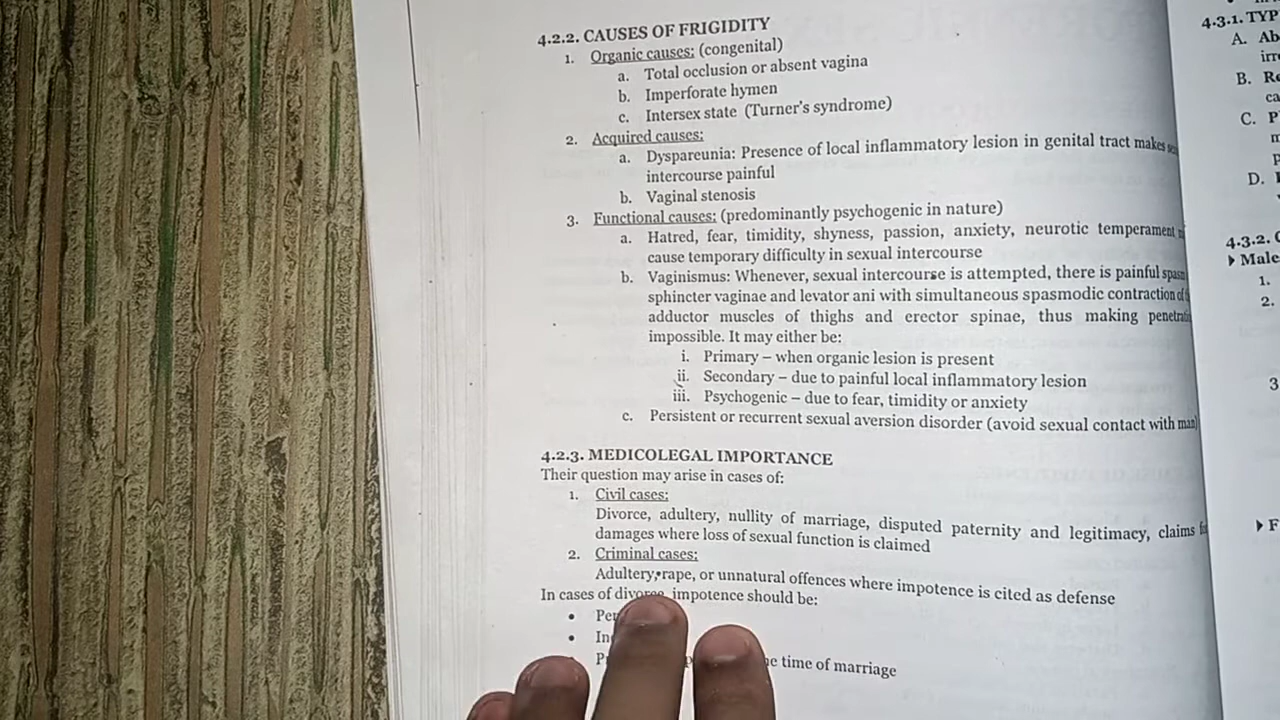 4.2.2. CAUSES OF FRIGIDITY
1. Organic causes: (congenital)
a. Total occlusion or absent vagina
b. Imperforate hymen
c. Intersex state (Turner's syndrome)
2. Acquired causes:
a. Dyspareunia: Presence of local inflammatory lesion in genital tract makes
intercourse painful
b. Vaginal stenosis
3. Functional causes: (predominantly psychogenic in nature)
a. Hatred, fear, timidity, shyness, passion, anxiety, neurotic temperament
cause temporary difficulty in sexual intercourse
b. Vaginismus: Whenever, sexual intercourse is attempted, there is painful
sphincter vaginae and levator ani with simultaneous spasmodic contraction of
adductor muscles of thighs and erector spinae, thus making
impossible. It may either be:
i. Primary – when organic lesion is present
ii. Secondary – due to painful local inflammatory lesion
iii. Psychogenic – due to fear, timidity or anxiety
c. Persistent or recurrent sexual aversion disorder (avoid sexual contact with man)
4.2.3. MEDICOLEGAL IMPORTANCE
Their question may arise in cases of:
1. Civil cases:
Divorce, adultery, nullity of marriage, disputed paternity and legitimacy, claims
damages where loss of sexual function is claimed
2. Criminal cases:
Adultery, rape, or unnatural offences where impotence is cited as defense
In cases of divorce, impotence should be:
time of marriage
4.3.1.
A.
B.
C.
D.
4.3.2.
Male
1.
2.
3